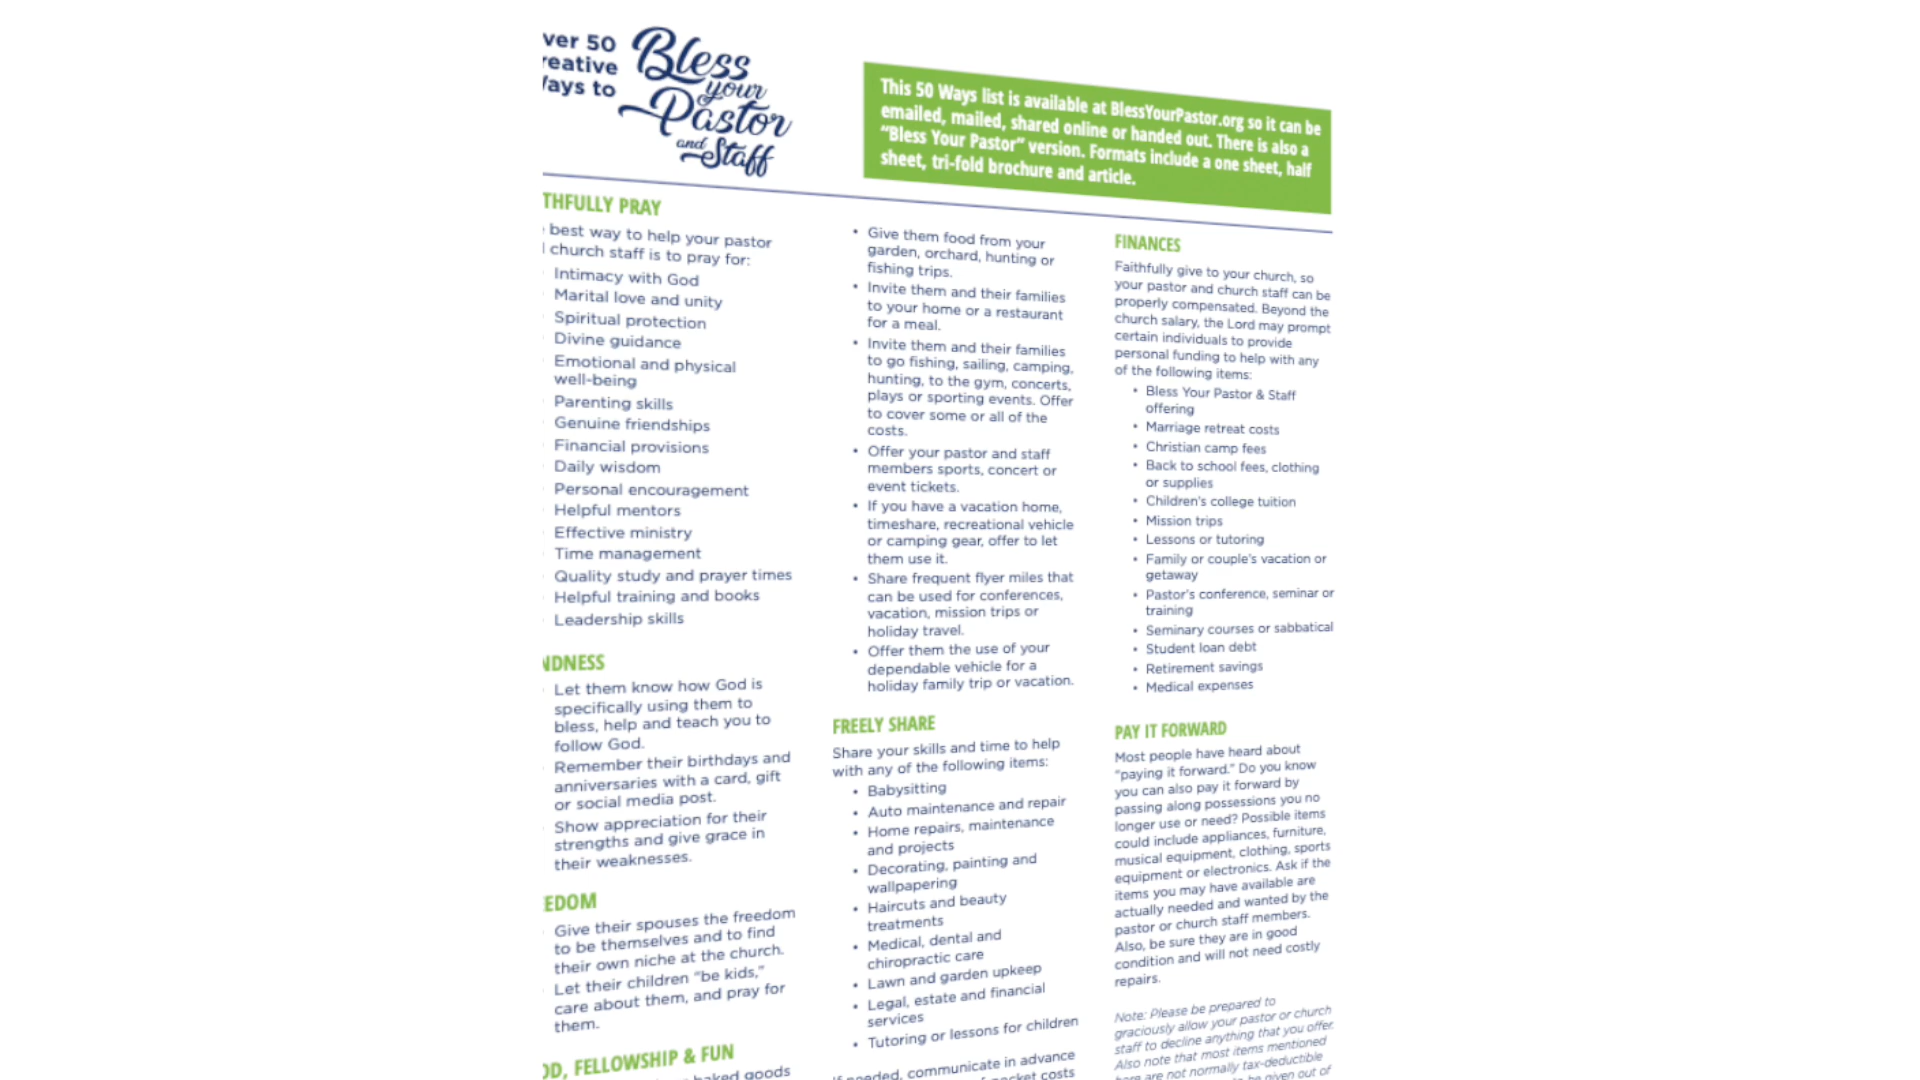 ver 50
reative
Ways to
Bless
your
Pastor
and
Staff
This 50 Ways list is available at BlessYourPastor.org so it can be
emailed, mailed, shared online or handed out. There is also a
“Bless Your Pastor” version. Formats include a one sheet, half
sheet, tri-fold brochure and article.
THFULLY PRAY
best way to help your pastor
church staff is to pray for:
Intimacy with God
Marital love and unity
Spiritual protection
Divine guidance
Emotional and physical
well-being
Parenting skills
Genuine friendships
Financial provisions
Daily wisdom
Personal encouragement
Helpful mentors
Effective ministry
Time management
Quality study and prayer times
Helpful training and books
Leadership skills
NDNESS
Let them know how God is
specifically using them to
bless, help and teach you to
follow God.
Remember their birthdays and
anniversaries with a card, gift
or social media post.
Show appreciation for their
strengths and give grace in
their weaknesses.
EDOM
Give their spouses the freedom
to be themselves and to find
their own niche at the church.
Let their children “be kids,”
care about them, and pray for
them.
OD, FELLOWSHIP & FUN
baked goods
• Give them food from your
garden, orchard, hunting or
fishing trips.
• Invite them and their families
to your home or a restaurant
for a meal.
• Invite them and their families
to go fishing, sailing, camping,
hunting, to the gym, concerts,
plays or sporting events. Offer
to cover some or all of the
costs.
• Offer your pastor and staff
members sports, concert or
event tickets.
• If you have a vacation home,
timeshare, recreational vehicle
or camping gear, offer to let
them use it.
• Share frequent flyer miles that
can be used for conferences,
vacation, mission trips or
holiday travel.
• Offer them the use of your
dependable vehicle for a
holiday family trip or vacation.
FREELY SHARE
Share your skills and time to help
with any of the following items:
• Babysitting
• Auto maintenance and repair
• Home repairs, maintenance
and projects
• Decorating, painting and
wallpapering
• Haircuts and beauty
treatments
• Medical, dental and
chiropractic care
• Lawn and garden upkeep
• Legal, estate and financial
services
• Tutoring or lessons for children
If needed, communicate in advance
pocket costs
FINANCES
Faithfully give to your church, so
your pastor and church staff can be
properly compensated. Beyond the
church salary, the Lord may prompt
certain individuals to provide
personal funding to help with any
of the following items:
• Bless Your Pastor & Staff
offering
• Marriage retreat costs
• Christian camp fees
• Back to school fees, clothing
or supplies
• Children’s college tuition
• Mission trips
• Lessons or tutoring
• Family or couple’s vacation or
getaway
• Pastor’s conference, seminar or
training
• Seminary courses or sabbatical
• Student loan debt
• Retirement savings
• Medical expenses
PAY IT FORWARD
Most people have heard about
“paying it forward.” Do you know
you can also pay it forward by
passing along possessions you no
longer use or need? Possible items
could include appliances, furniture,
musical equipment, clothing, sports
equipment or electronics. Ask if the
items you may have available are
actually needed and wanted by the
pastor or church staff members.
Also, be sure they are in good
condition and will not need costly
repairs.
Note: Please be prepared to
graciously allow your pastor or church
staff to decline anything that you offer.
Also note that most items mentioned
here are not normally tax-deductible
be given out of